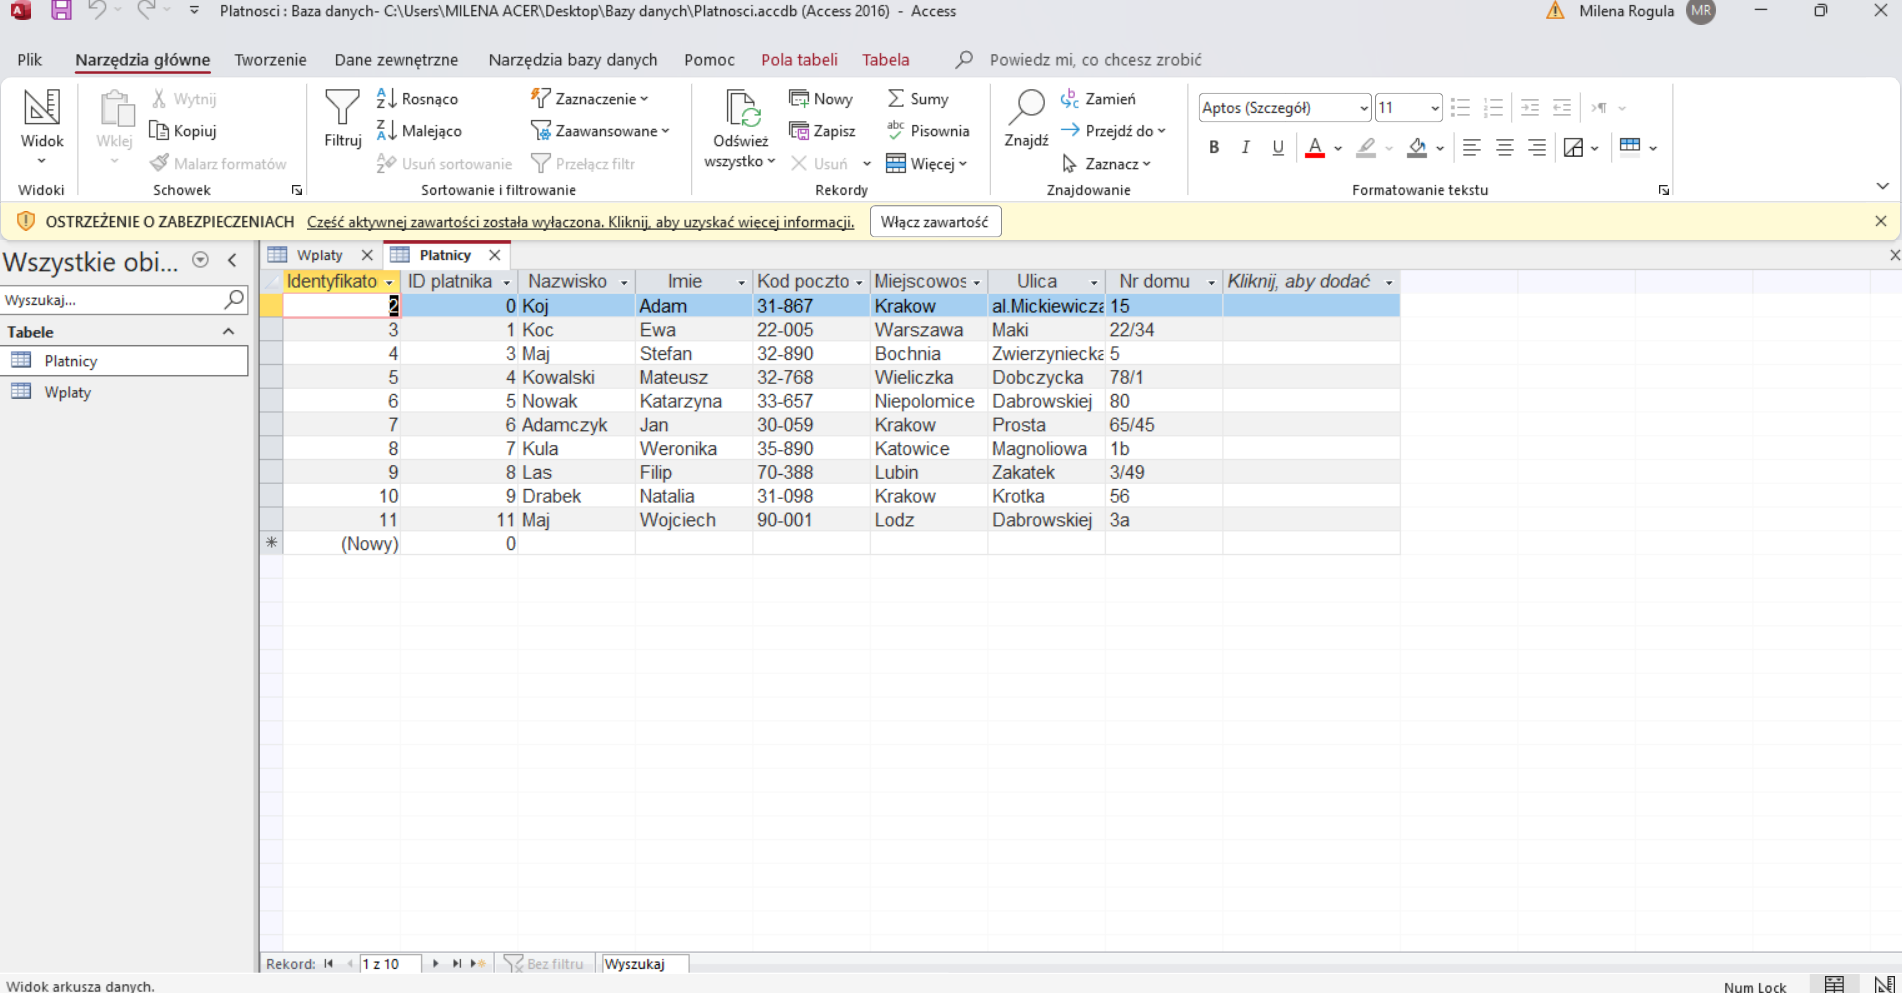 Platnosci : Baza danych- C:\Users\MILENA ACER\Desktop\Bazy danych\Platnosci.accdb (Access 2016) - Access
Milena Rogula MR
Plik Narzędzia główne Tworzenie Dane zewnętrzne Narzędzia bazy danych Pomoc Pola tabeli Tabela Powiedz mi, co chcesz zrobić
Widok
Widoki
Wklej
Wytnij
Kopiuj
Malarz formatów
Schowek
Filtruj
Rosnąco
Malejąco
Usuń sortowanie
Zaznaczenie
Zaawansowane
Przełącz filtr
Sortowanie i filtrowanie
Odśwież
wszystko
Nowy
Zapisz
Usuń
Sumy
Pisownia
Więcej
Rekordy
Znajdź
Zamień
Przejdź do
Zaznacz
Znajdowanie
Aptos (Szczegół) 11
B I U A
Formatowanie tekstu
OSTRZEŻENIE O ZABEZPIECZENIACH Część aktywnej zawartości została wyłączona. Kliknij, aby uzyskać więcej informacji. Włącz zawartość
Wszystkie obi...
Wyszukaj...
Tabele
Platnicy
Wplaty
Wplaty Platnicy
Identyfikato ID platnika Nazwisko Imie Kod poczto Miejscowos Ulica Nr domu Kliknij, aby dodać
2 0 Koj Adam 31-867 Krakow al.Mickiewicza 15
3 1 Koc Ewa 22-005 Warszawa Maki 22/34
4 3 Maj Stefan 32-890 Bochnia Zwierzyniecka 5
5 4 Kowalski Mateusz 32-768 Wieliczka Dobczycka 78/1
6 5 Nowak Katarzyna 33-657 Niepolomice Dabrowskiej 80
7 6 Adamczyk Jan 30-059 Krakow Prosta 65/45
8 7 Kula Weronika 35-890 Katowice Magnoliowa 1b
9 8 Las Filip 70-388 Lubin Zakatek 3/49
10 9 Drabek Natalia 31-098 Krakow Krotka 56
11 11 Maj Wojciech 90-001 Lodz Dabrowskiej 3a
(Nowy) 0
Rekord: 1 z 10 Bez filtru Wyszukaj
Widok arkusza danych.
Num Lock